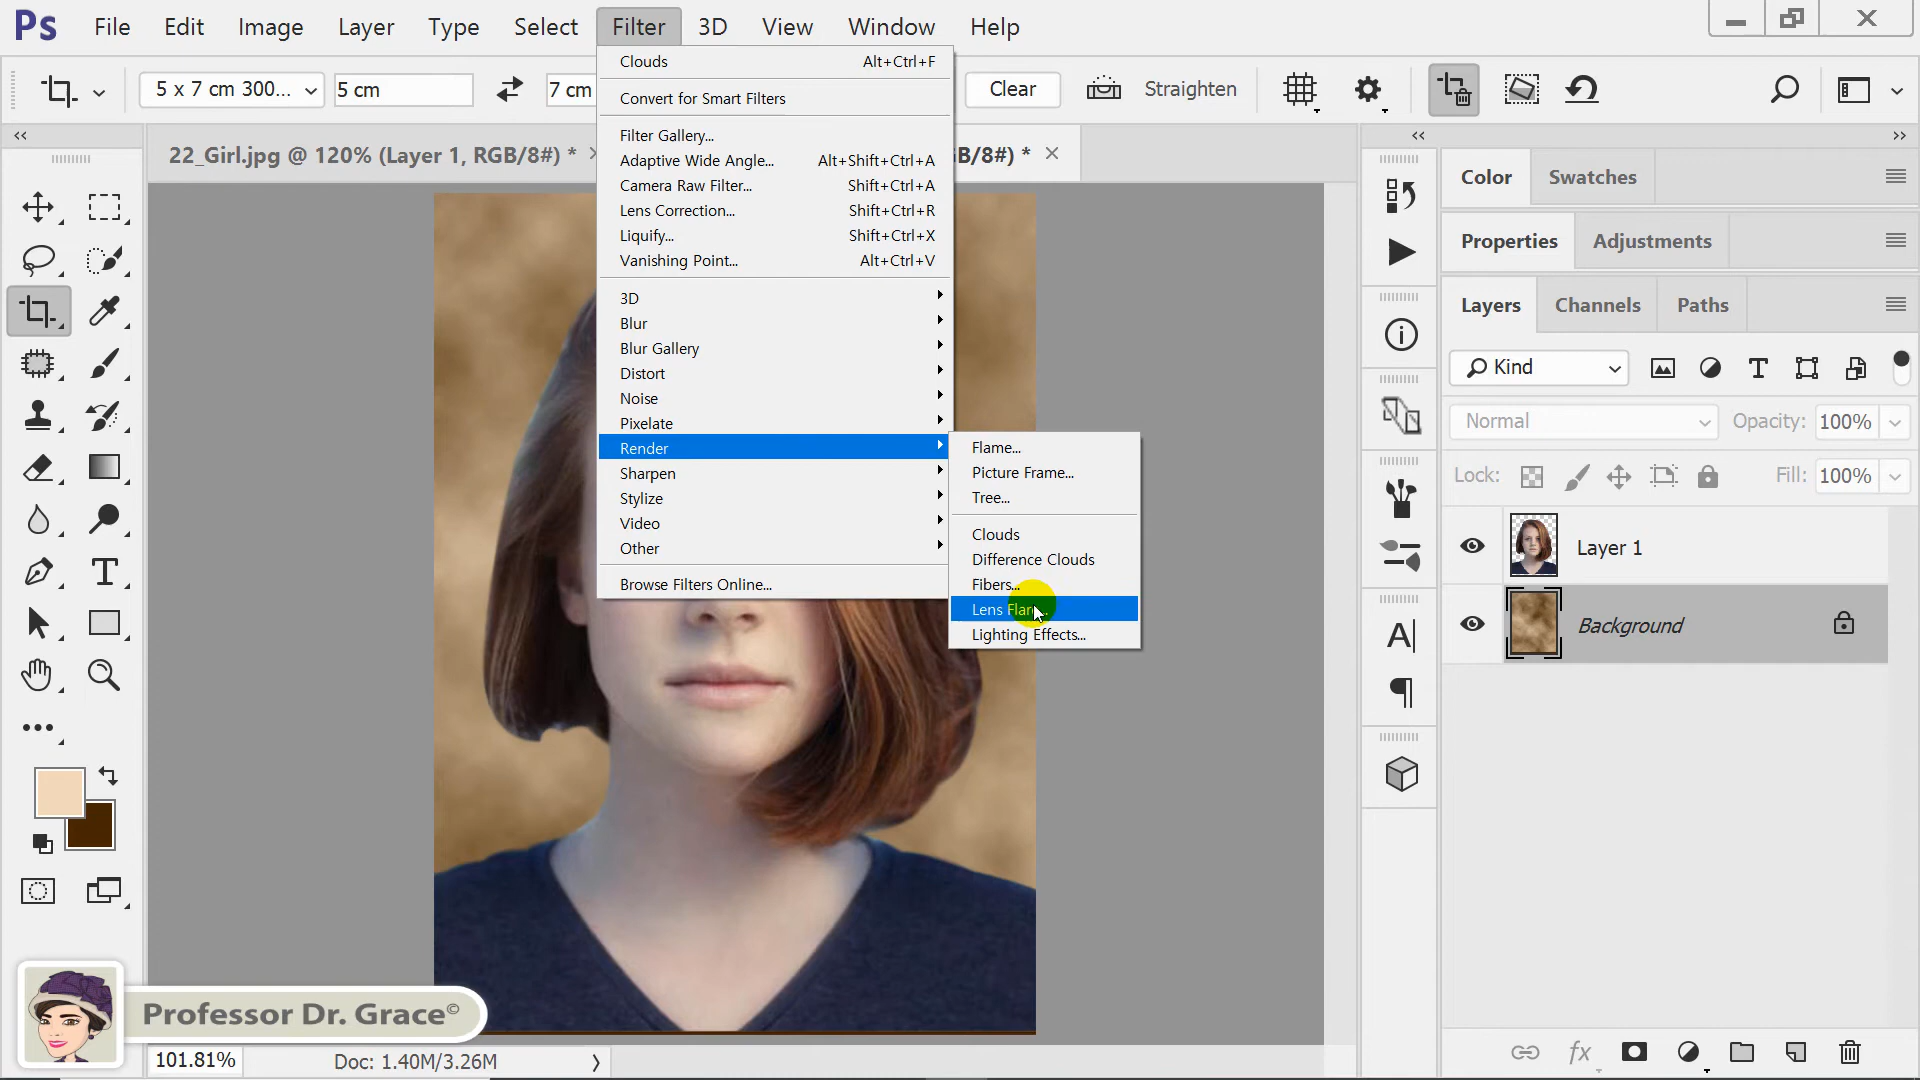 Ps File Edit Image Layer Type Select Filter 3D View Window Help
5 x 7 cm 300... 5 cm 7 cm Clear Straighten
22_Girl.jpg @ 120% (Layer 1, RGB/8#) * B/8#) *
Clouds Alt+Ctrl+F
Convert for Smart Filters
Filter Gallery...
Adaptive Wide Angle... Alt+Shift+Ctrl+A
Camera Raw Filter... Shift+Ctrl+A
Lens Correction... Shift+Ctrl+R
Liquify... Shift+Ctrl+X
Vanishing Point... Alt+Ctrl+V
3D
Blur
Blur Gallery
Distort
Noise
Pixelate
Render
Sharpen
Stylize
Video
Other
Browse Filters Online...
Flame...
Picture Frame...
Tree...
Clouds
Difference Clouds
Fibers...
Lens Flare...
Lighting Effects...
Color Swatches
Properties Adjustments
Layers Channels Paths
Kind
Normal Opacity: 100%
Lock: Fill: 100%
Layer 1
Background
fx
Professor Dr. Grace©
101.81% Doc: 1.40M/3.26M